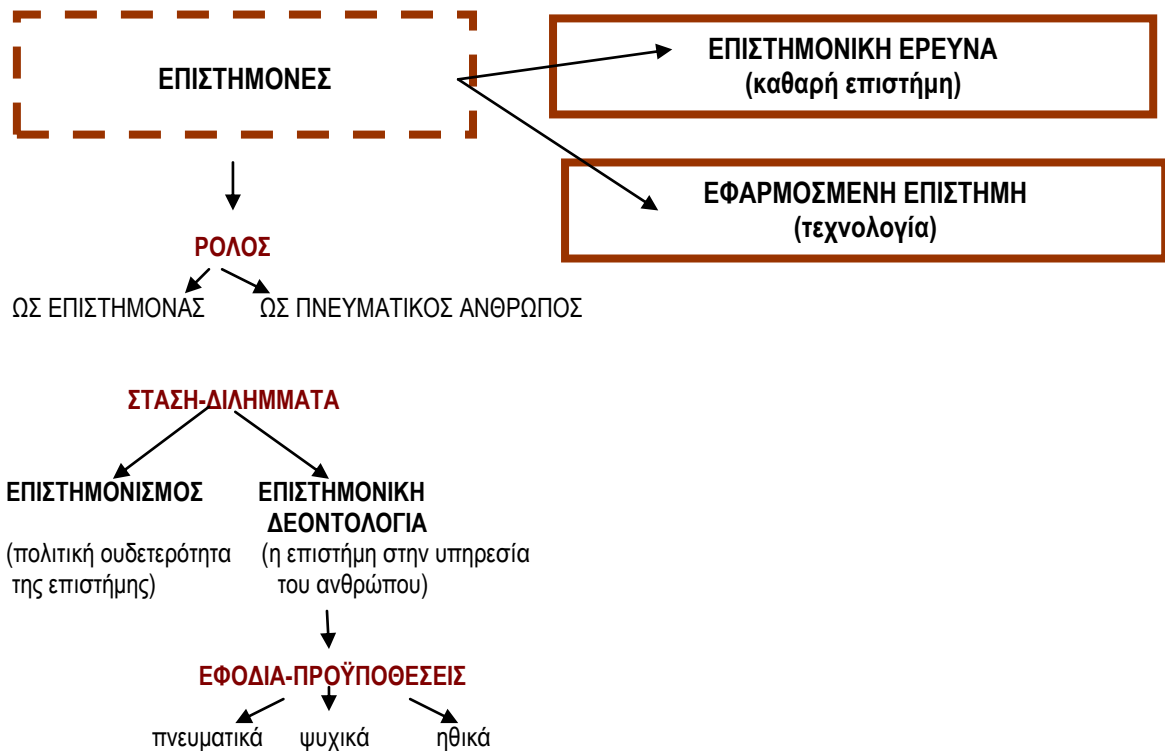 ΕΠΙΣΤΗΜΟΝΕΣ
ΕΠΙΣΤΗΜΟΝΙΚΗ ΕΡΕΥΝΑ
(καθαρή επιστήμη)
ΕΦΑΡΜΟΣΜΕΝΗ ΕΠΙΣΤΗΜΗ
(τεχνολογία)
ΡΟΛΟΣ
ΩΣ ΕΠΙΣΤΗΜΟΝΑΣ ΩΣ ΠΝΕΥΜΑΤΙΚΟΣ ΑΝΘΡΩΠΟΣ
ΣΤΑΣΗ-ΔΙΛΗΜΜΑΤΑ
ΕΠΙΣΤΗΜΟΝΙΣΜΟΣ ΕΠΙΣΤΗΜΟΝΙΚΗ
ΔΕΟΝΤΟΛΟΓΙΑ
(πολιτική ουδετερότητα (η επιστήμη στην υπηρεσία
της επιστήμης) του ανθρώπου)
ΕΦΟΔΙΑ-ΠΡΟΫΠΟΘΕΣΕΙΣ
πνευματικά ψυχικά ηθικά